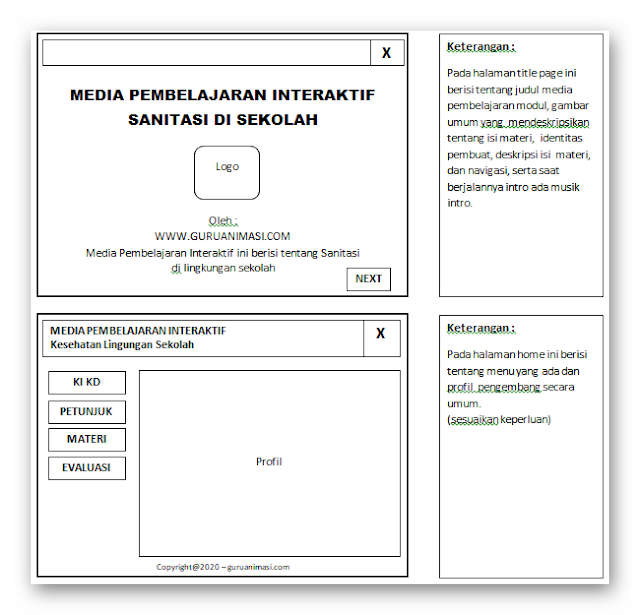 X
MEDIA PEMBELAJARAN INTERAKTIF
SANITASI DI SEKOLAH
Logo
Oleh :
WWW.GURUANIMASI.COM
Media Pembelajaran Interaktif ini berisi tentang Sanitasi
di lingkungan sekolah
NEXT
Keterangan :
Pada halaman title page ini
berisi tentang judul media
pembelajaran modul, gambar
umum yang mendeskripsikan
tentang isi materi, identitas
pembuat, deskripsi isi materi,
dan navigasi, serta saat
berjalannya intro ada musik
intro.
MEDIA PEMBELAJARAN INTERAKTIF
Kesehatan Lingungan Sekolah
X
KI KD
PETUNJUK
MATERI
EVALUASI
Profil
Copyright@2020 – guruanimasi.com
Keterangan :
Pada halaman home ini berisi
tentang menu yang ada dan
profil pengembang secara
umum.
(sesuaikan keperluan)